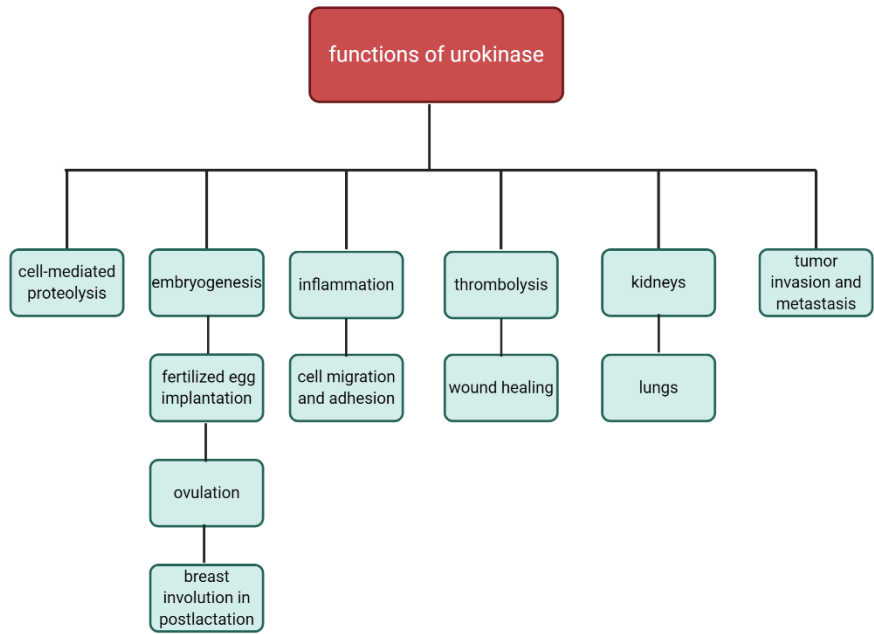 functions of urokinase
cell-mediated
proteolysis
embryogenesis
inflammation
thrombolysis
kidneys
tumor
invasion and
metastasis
fertilized egg
implantation
cell migration
and adhesion
wound healing
lungs
ovulation
breast
involution in
postlactation